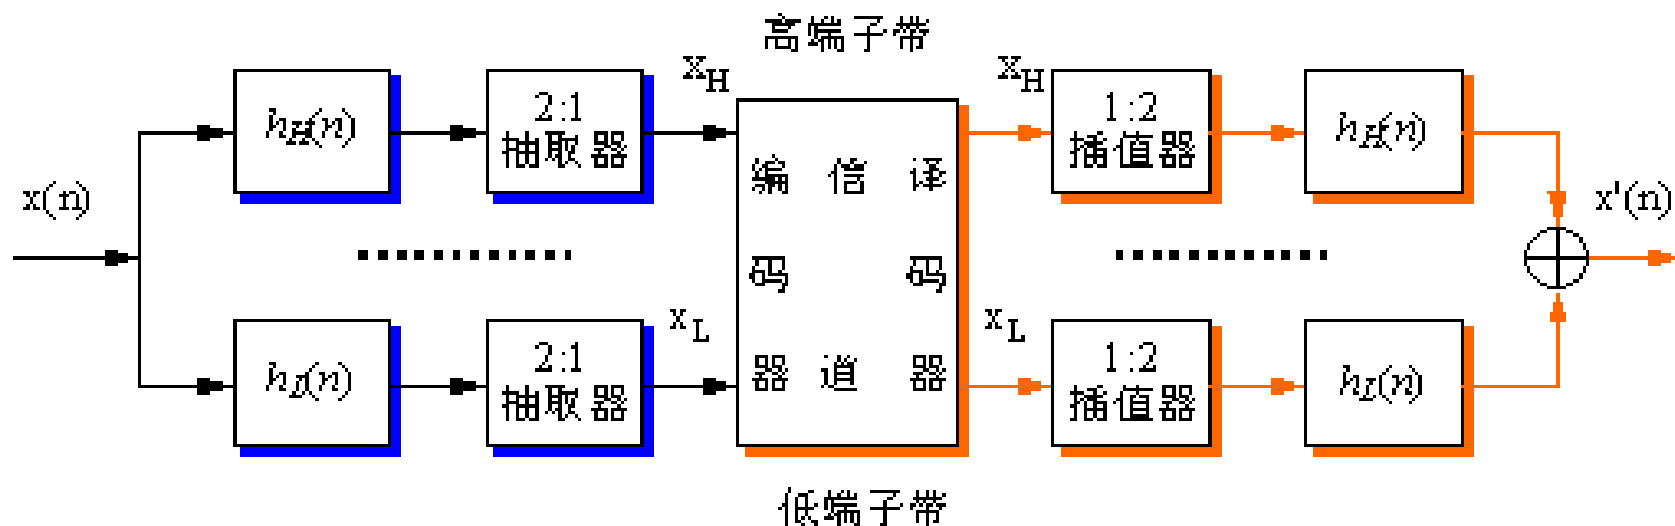 高端子带
x(n)
h_H(n)
2:1
抽取器
x_H
编码器
信道
译码器
x_H
1:2
插值器
h_H(n)
x'(n)
h_L(n)
2:1
抽取器
x_L
x_L
1:2
插值器
h_L(n)
低端子带